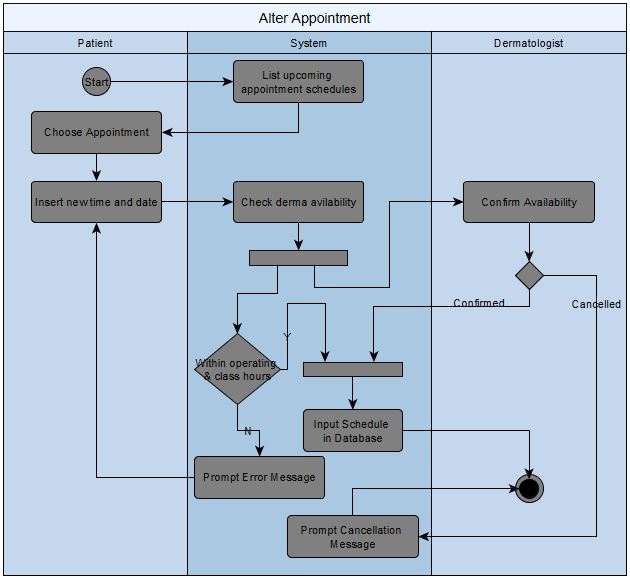 Alter Appointment
Patient
System
Dermatologist
Start
List upcoming
appointment schedules
Choose Appointment
Insert new time and date
Check derma avilability
Confirm Availability
Confirmed
Cancelled
Y
Within operating
& class hours
N
Input Schedule
in Database
Prompt Error Message
Prompt Cancellation
Message